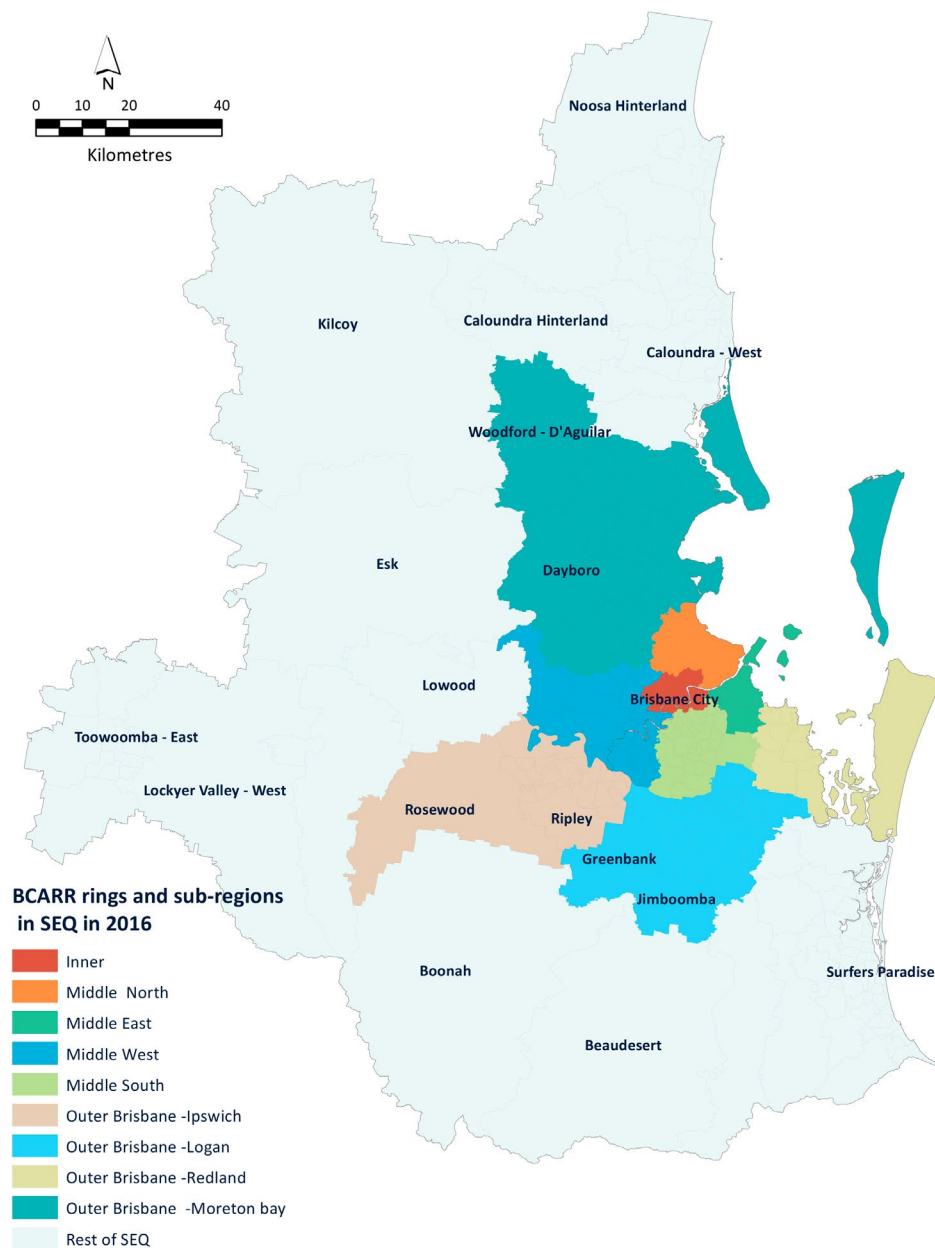 N
0 10 20 40
Kilometres
Noosa Hinterland
Kilcoy
Caloundra Hinterland
Caloundra - West
Woodford - D'Aguilar
Esk
Dayboro
Lowood
Brisbane City
Toowoomba - East
Lockyer Valley - West
Rosewood
Ripley
Greenbank
Jimboomba
Boonah
Surfers Paradise
Beaudesert
BCARR rings and sub-regions
in SEQ in 2016
Inner
Middle North
Middle East
Middle West
Middle South
Outer Brisbane -Ipswich
Outer Brisbane -Logan
Outer Brisbane -Redland
Outer Brisbane -Moreton bay
Rest of SEQ